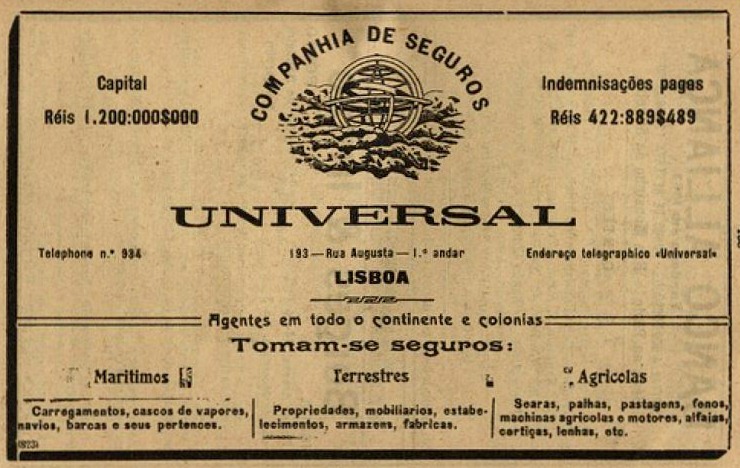 COMPANHIA DE SEGUROS
Capital
Réis 1.200:000$000
Indemnisações pagas
Réis 422:889$489
UNIVERSAL
Telephone n.º 934
193—Rua Augusta—1.º andar
Endereço telegraphico «Universal»
LISBOA
Agentes em todo o continente e colonias
Tomam-se seguros:
Maritimos
Terrestres
Agricolas
Carregamentos, cascos de vapores,
navios, barcas e seus pertences.
Propriedades, mobiliarios, estabe-
lecimentos, armazens, fabricas.
Searas, palhas, pastagens, fenos,
machinas agricolas e motores, alfaias,
cortiças, lenhas, etc.